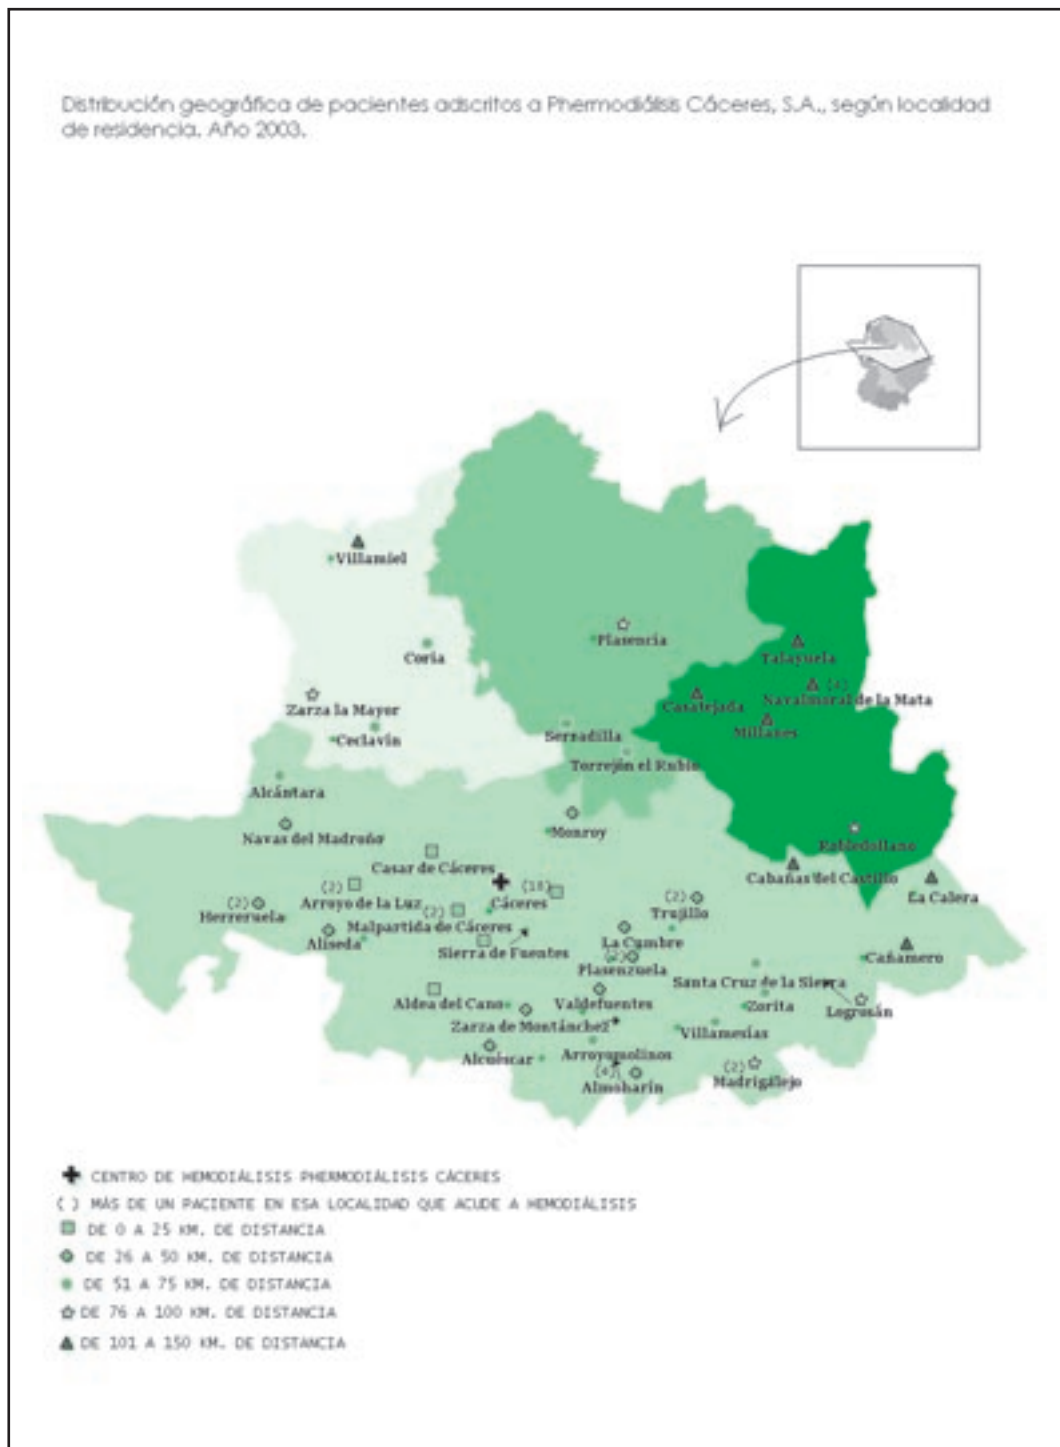 Distribución geográfica de pacientes adscritos a Phermodiálisis Cáceres, S.A., según localidad
de residencia. Año 2003.
Villamiel
Plasencia
Coria
Talayuela
Zarza la Mayor
Navalmoral de la Mata
Casatejada
Millanes
Serradilla
Ceclavín
Torrejón el Rubio
Alcántara
Navas del Madroño
Monroy
Robledollano
Casar de Cáceres
Cabañas del Castillo
(2)
Arroyo de la Luz
(18)
Cáceres
La Calera
(2)
Herreruela
(2)
Malpartida de Cáceres
(2)
Trujillo
Aliseda
Sierra de Fuentes
La Cumbre
Cañamero
(2)
Plasenzuela
Santa Cruz de la Sierra
Aldea del Cano
Valdefuentes
Zorita
Logrosán
Zarza de Montánchez
Villamesías
Alcuéscar
Arroyomolinos
(4)
Almoharín
(2)
Madrigalejo
CENTRO DE HEMODIÁLISIS PHERMODIÁLISIS CÁCERES
( ) MÁS DE UN PACIENTE EN ESA LOCALIDAD QUE ACUDE A HEMODIÁLISIS
DE 0 A 25 KM. DE DISTANCIA
DE 26 A 50 KM. DE DISTANCIA
DE 51 A 75 KM. DE DISTANCIA
DE 76 A 100 KM. DE DISTANCIA
DE 101 A 150 KM. DE DISTANCIA